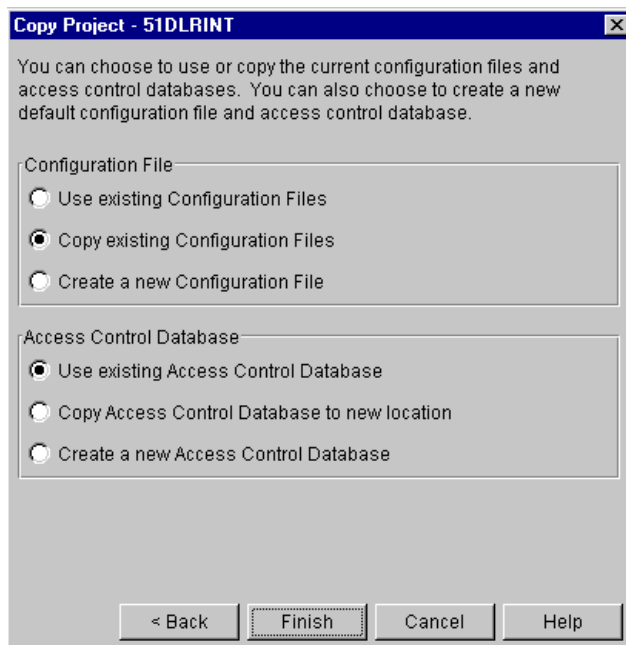 Copy Project - 51DLRINT
You can choose to use or copy the current configuration files and
access control databases. You can also choose to create a new
default configuration file and access control database.
Configuration File
Use existing Configuration Files
Copy existing Configuration Files
Create a new Configuration File
Access Control Database
Use existing Access Control Database
Copy Access Control Database to new location
Create a new Access Control Database
< Back Finish Cancel Help